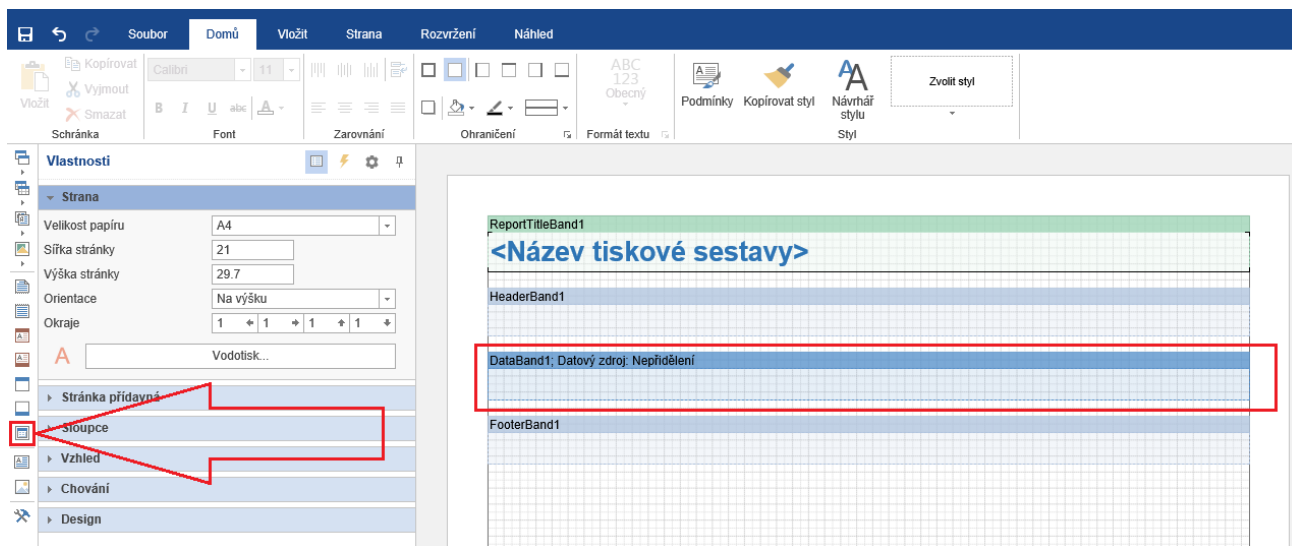 Soubor Domů Vložit Strana Rozvržení Náhled
Vložit
Kopírovat
Vyjmout
Smazat
Schránka
Calibri 11
B I U abc A
Font
Zarovnání
Ohraničení
ABC
123
Obecný
Formát textu
Podmínky
Kopírovat styl
Návrhář
stylu
Zvolit styl
Styl
Vlastnosti
Strana
Velikost papíru A4
Šířka stránky 21
Výška stránky 29.7
Orientace Na výšku
Okraje 1 1 1 1
A Vodotisk...
Stránka přídavná
Sloupce
Vzhled
Chování
Design
ReportTitleBand1
<Název tiskové sestavy>
HeaderBand1
DataBand1; Datový zdroj: Nepřidělení
FooterBand1